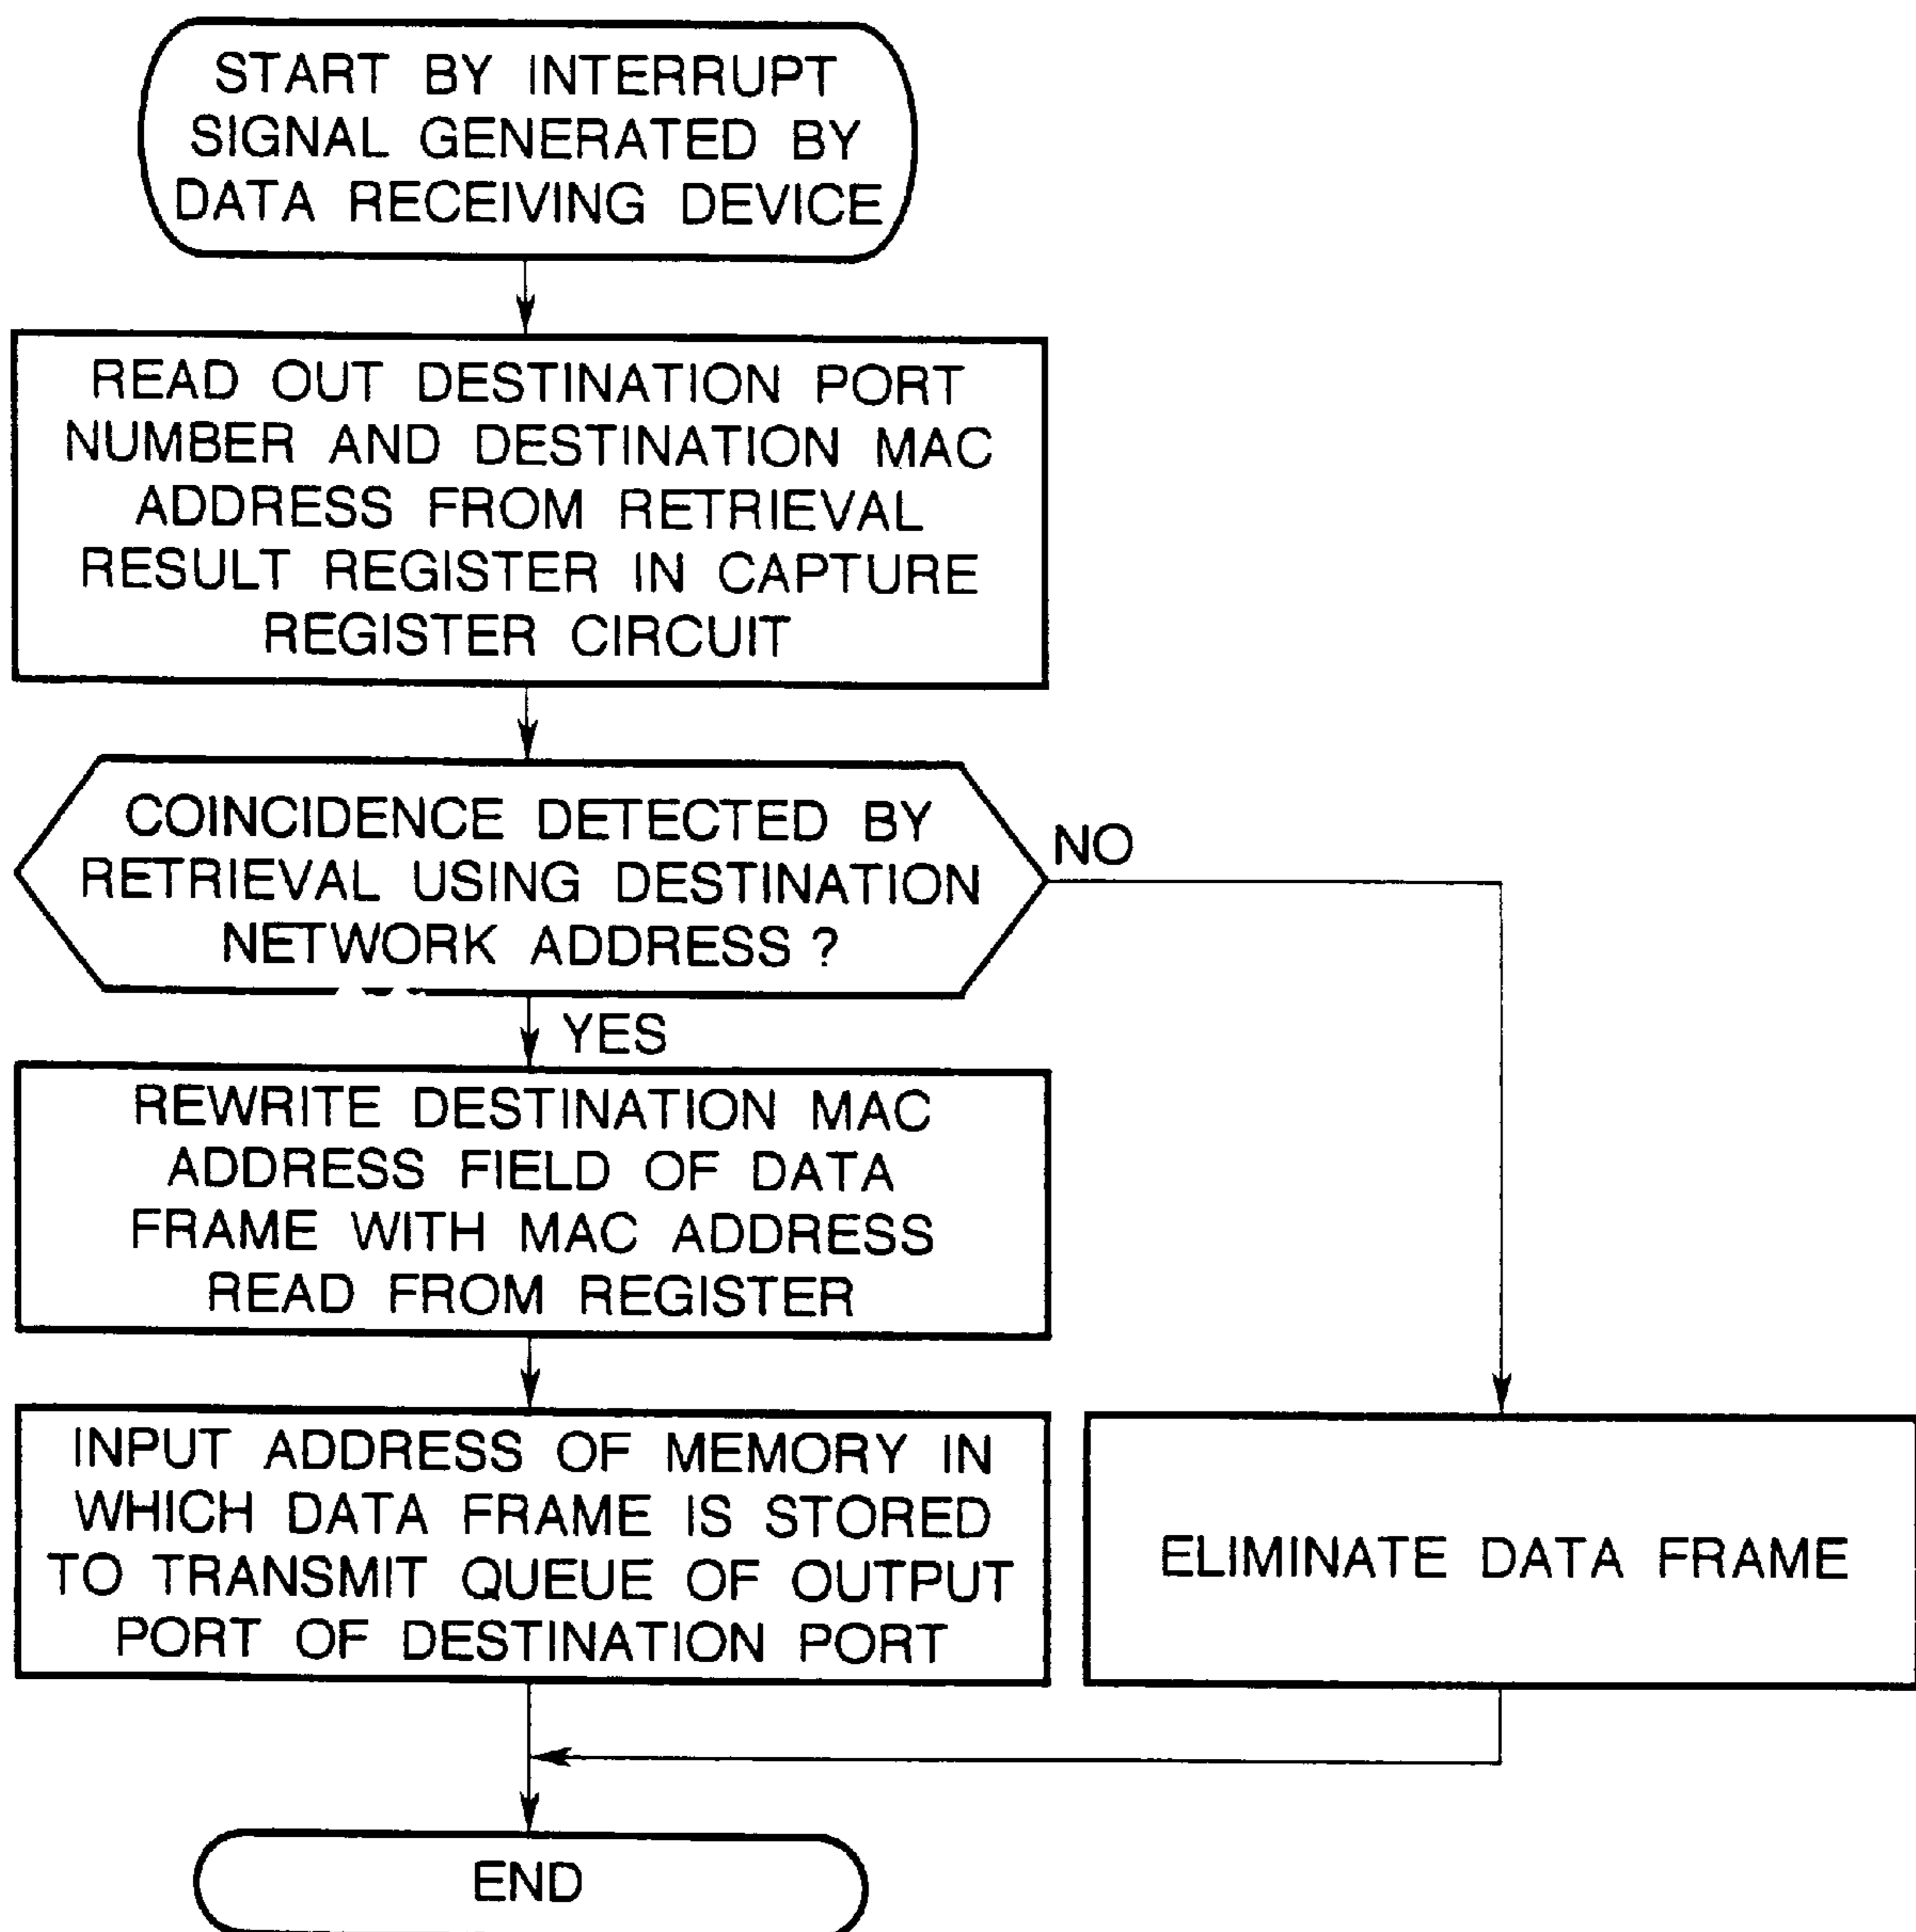 START BY INTERRUPT
SIGNAL GENERATED BY
DATA RECEIVING DEVICE
READ OUT DESTINATION PORT
NUMBER AND DESTINATION MAC
ADDRESS FROM RETRIEVAL
RESULT REGISTER IN CAPTURE
REGISTER CIRCUIT
COINCIDENCE DETECTED BY
RETRIEVAL USING DESTINATION
NETWORK ADDRESS ?
NO
YES
REWRITE DESTINATION MAC
ADDRESS FIELD OF DATA
FRAME WITH MAC ADDRESS
READ FROM REGISTER
INPUT ADDRESS OF MEMORY IN
WHICH DATA FRAME IS STORED
TO TRANSMIT QUEUE OF OUTPUT
PORT OF DESTINATION PORT
ELIMINATE DATA FRAME
END